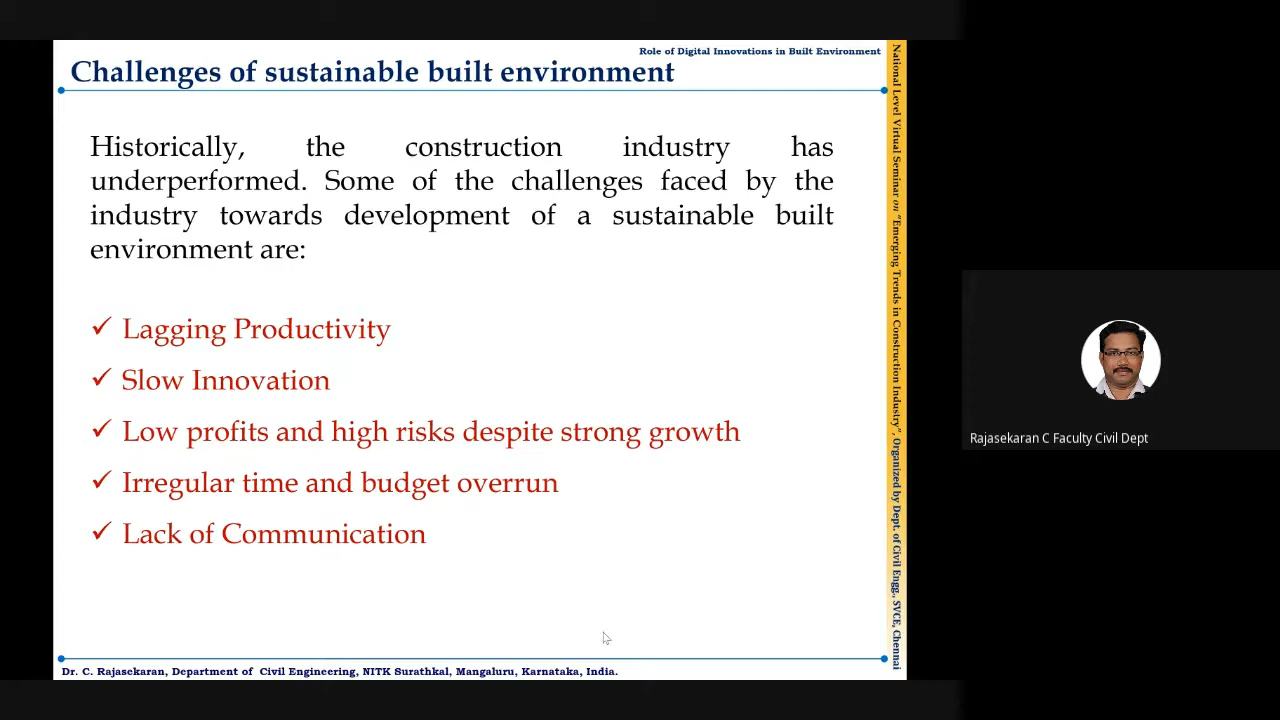 Role of Digital Innovations in Built Environment
Challenges of sustainable built environment
Historically, the construction industry has
underperformed. Some of the challenges faced by the
industry towards development of a sustainable built
environment are:
✓ Lagging Productivity
✓ Slow Innovation
✓ Low profits and high risks despite strong growth
✓ Irregular time and budget overrun
✓ Lack of Communication
Dr. C. Rajasekaran, Department of Civil Engineering, NITK Surathkal, Mangaluru, Karnataka, India.
National Level Virtual Seminar on "Emerging Trends in Construction Industry", Organized by Dept. of Civil Engg., SVCE, Chennai
Rajasekaran C Faculty Civil Dept